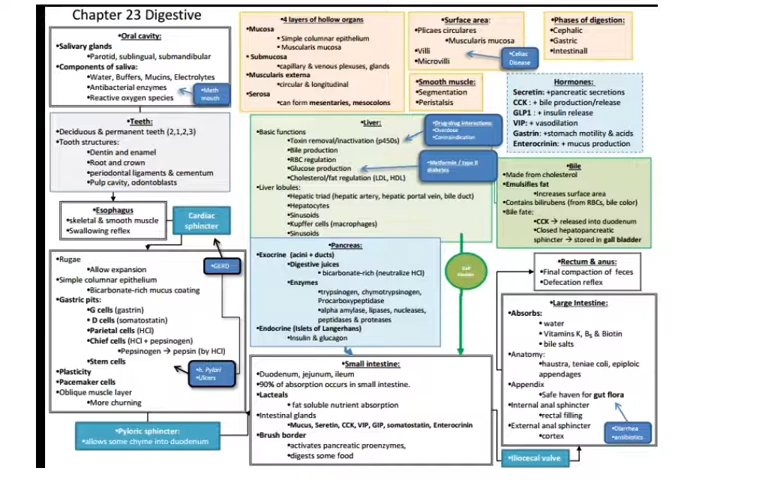 Chapter 23 Digestive
•Oral cavity:
•Salivary glands
•Parotid, sublingual, submandibular
•Components of saliva:
•Water, Buffers, Mucins, Electrolytes
•Antibacterial enzymes
•Reactive oxygen species
•Meth mouth
•Teeth:
•Deciduous & permanent teeth (2,1,2,3)
•Tooth structures:
•Dentin and enamel
•Root and crown
•periodontal ligaments & cementum
•Pulp cavity, odontoblasts
•Esophagus
•skeletal & smooth muscle
•Swallowing reflex
Cardiac sphincter
•Rugae
•Allow expansion
•Simple columnar epithelium
•Bicarbonate-rich mucus coating
•Gastric pits:
•G cells (gastrin)
• D cells (somatostatin)
•Parietal cells (HCl)
•Chief cells (HCl + pepsinogen)
•Pepsinogen → pepsin (by HCl)
•Stem cells
•Plasticity
•Pacemaker cells
•Oblique muscle layer
•More churning
•GERD
•h. Pylori
•Ulcers
•Pyloric sphincter:
•allows some chyme into duodenum
•4 layers of hollow organs
•Mucosa
• Simple columnar epithelium
• Muscularis mucosa
• Submucosa
•capillary & venous plexuses, glands
•Muscularis externa
•circular & longitudinal
•Serosa
•can form mesentaries, mesocolons
•Surface area:
•Plicaes circulares
•Muscularis mucosa
•Villi
•Microvilli
•Celiac Disease
•Smooth muscle:
•Segmentation
•Peristalsis
•Phases of digestion:
•Cephalic
•Gastric
•Intestinall
Hormones:
Secretin: +pancreatic secretions
CCK : + bile production/release
GLP1 : + insulin release
VIP: + vasodilation
Gastrin: +stomach motility & acids
Enterocrinin: + mucus production
•Liver:
•Basic functions
•Toxin removal/inactivation (p450s)
•Bile production
•RBC regulation
•Glucose production
•Cholesterol/fat regulation (LDL, HDL)
•Liver lobules:
•Hepatic triad (hepatic artery, hepatic portal vein, bile duct)
•Hepatocytes
•Sinusoids
•Kupffer cells (macrophages)
•Sinusoids
•Drug-drug interactions:
•Overdose
•Contraindication
•Metformin / type II diabetes
•Bile
•Made from cholesterol
•Emulsifies fat
•Increases surface area
•Contains bilirubens (from RBCs, bile color)
•Bile fate:
•CCK → released into duodenum
•Closed hepatopancreatic
sphincter → stored in gall bladder
•Pancreas:
•Exocrine (acini + ducts)
•Digestive juices
• bicarbonate-rich (neutralize HCl)
•Enzymes
•trypsinogen, chymotrypsinogen,
Procarboxypeptidase
•alpha amylase, lipases, nucleases,
peptidases & proteases
•Endocrine (Islets of Langerhans)
•Insulin & glucagon
Gall bladder
•Small intestine:
•Duodenum, jejunum, ileum
•90% of absorption occurs in small intestine.
•Lacteals
• fat soluble nutrient absorption
•Intestinal glands
•Mucus, Seretin, CCK, VIP, GIP, somatostatin, Enterocrinin
•Brush border
•activates pancreatic proenzymes,
•digests some food
•Rectum & anus:
•Final compaction of feces
•Defecation reflex
•Large Intestine:
•Absorbs:
• water
•Vitamins K, B5 & Biotin
• bile salts
•Anatomy:
•haustra, teniae coli, epiploic
appendages
•Appendix
•Safe haven for gut flora
•Internal anal sphincter
•rectal filling
•External anal sphincter
•cortex
•Diarrhea
•antibiotics
•Iliocecal valve